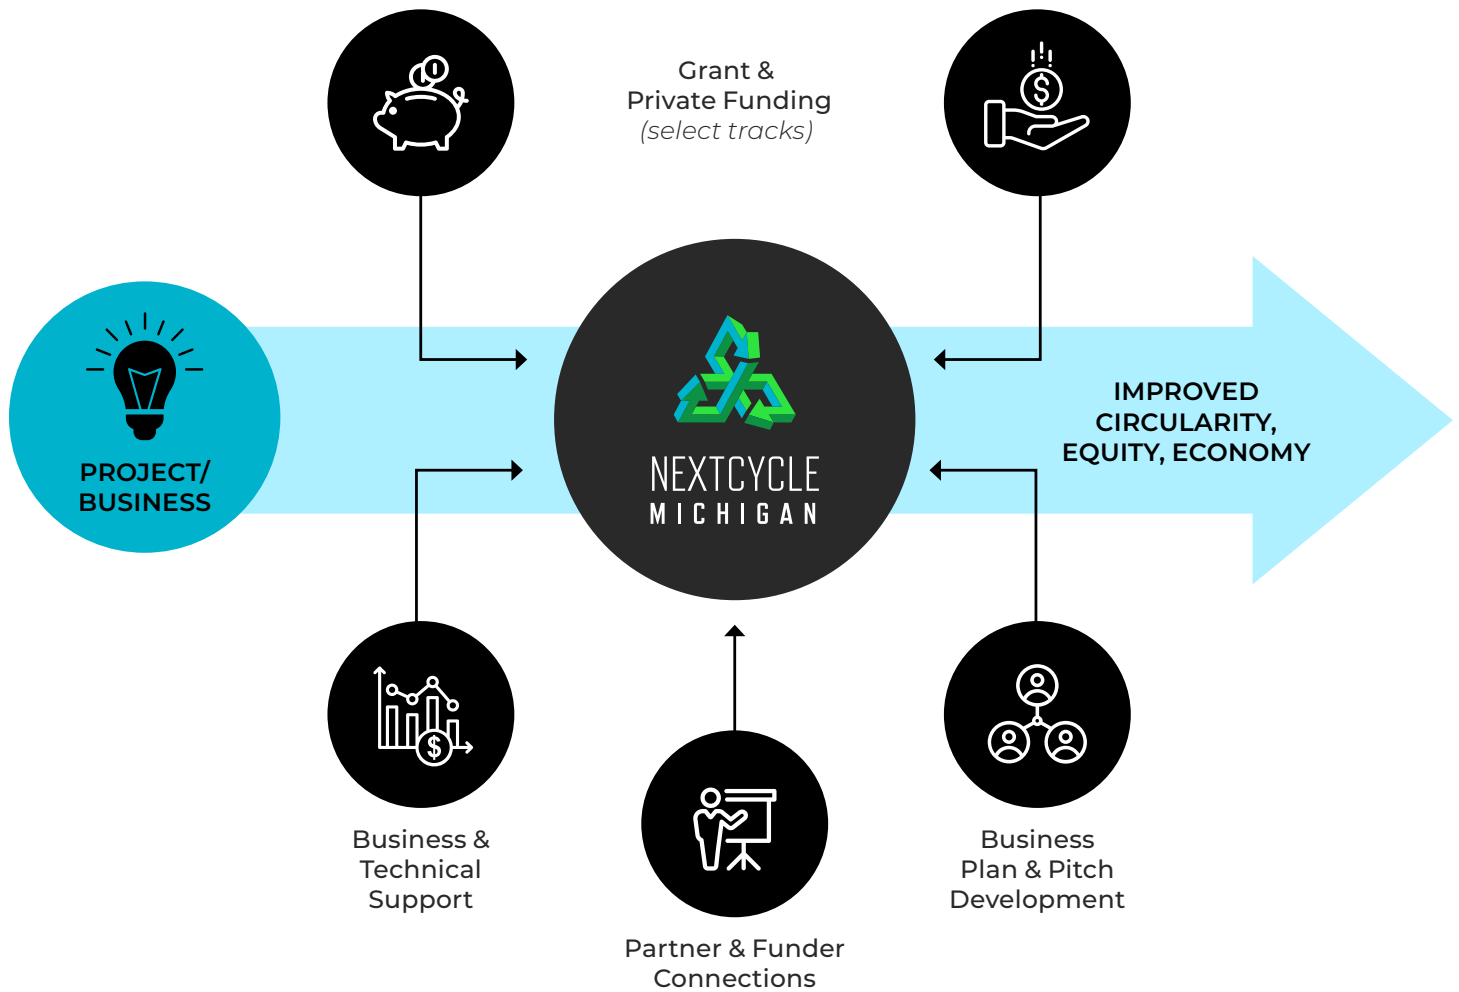 Grant &
Private Funding
(select tracks)
$
PROJECT/
BUSINESS
NEXTCYCLE
MICHIGAN
IMPROVED
CIRCULARITY,
EQUITY, ECONOMY
$
Business &
Technical
Support
Partner & Funder
Connections
Business
Plan & Pitch
Development